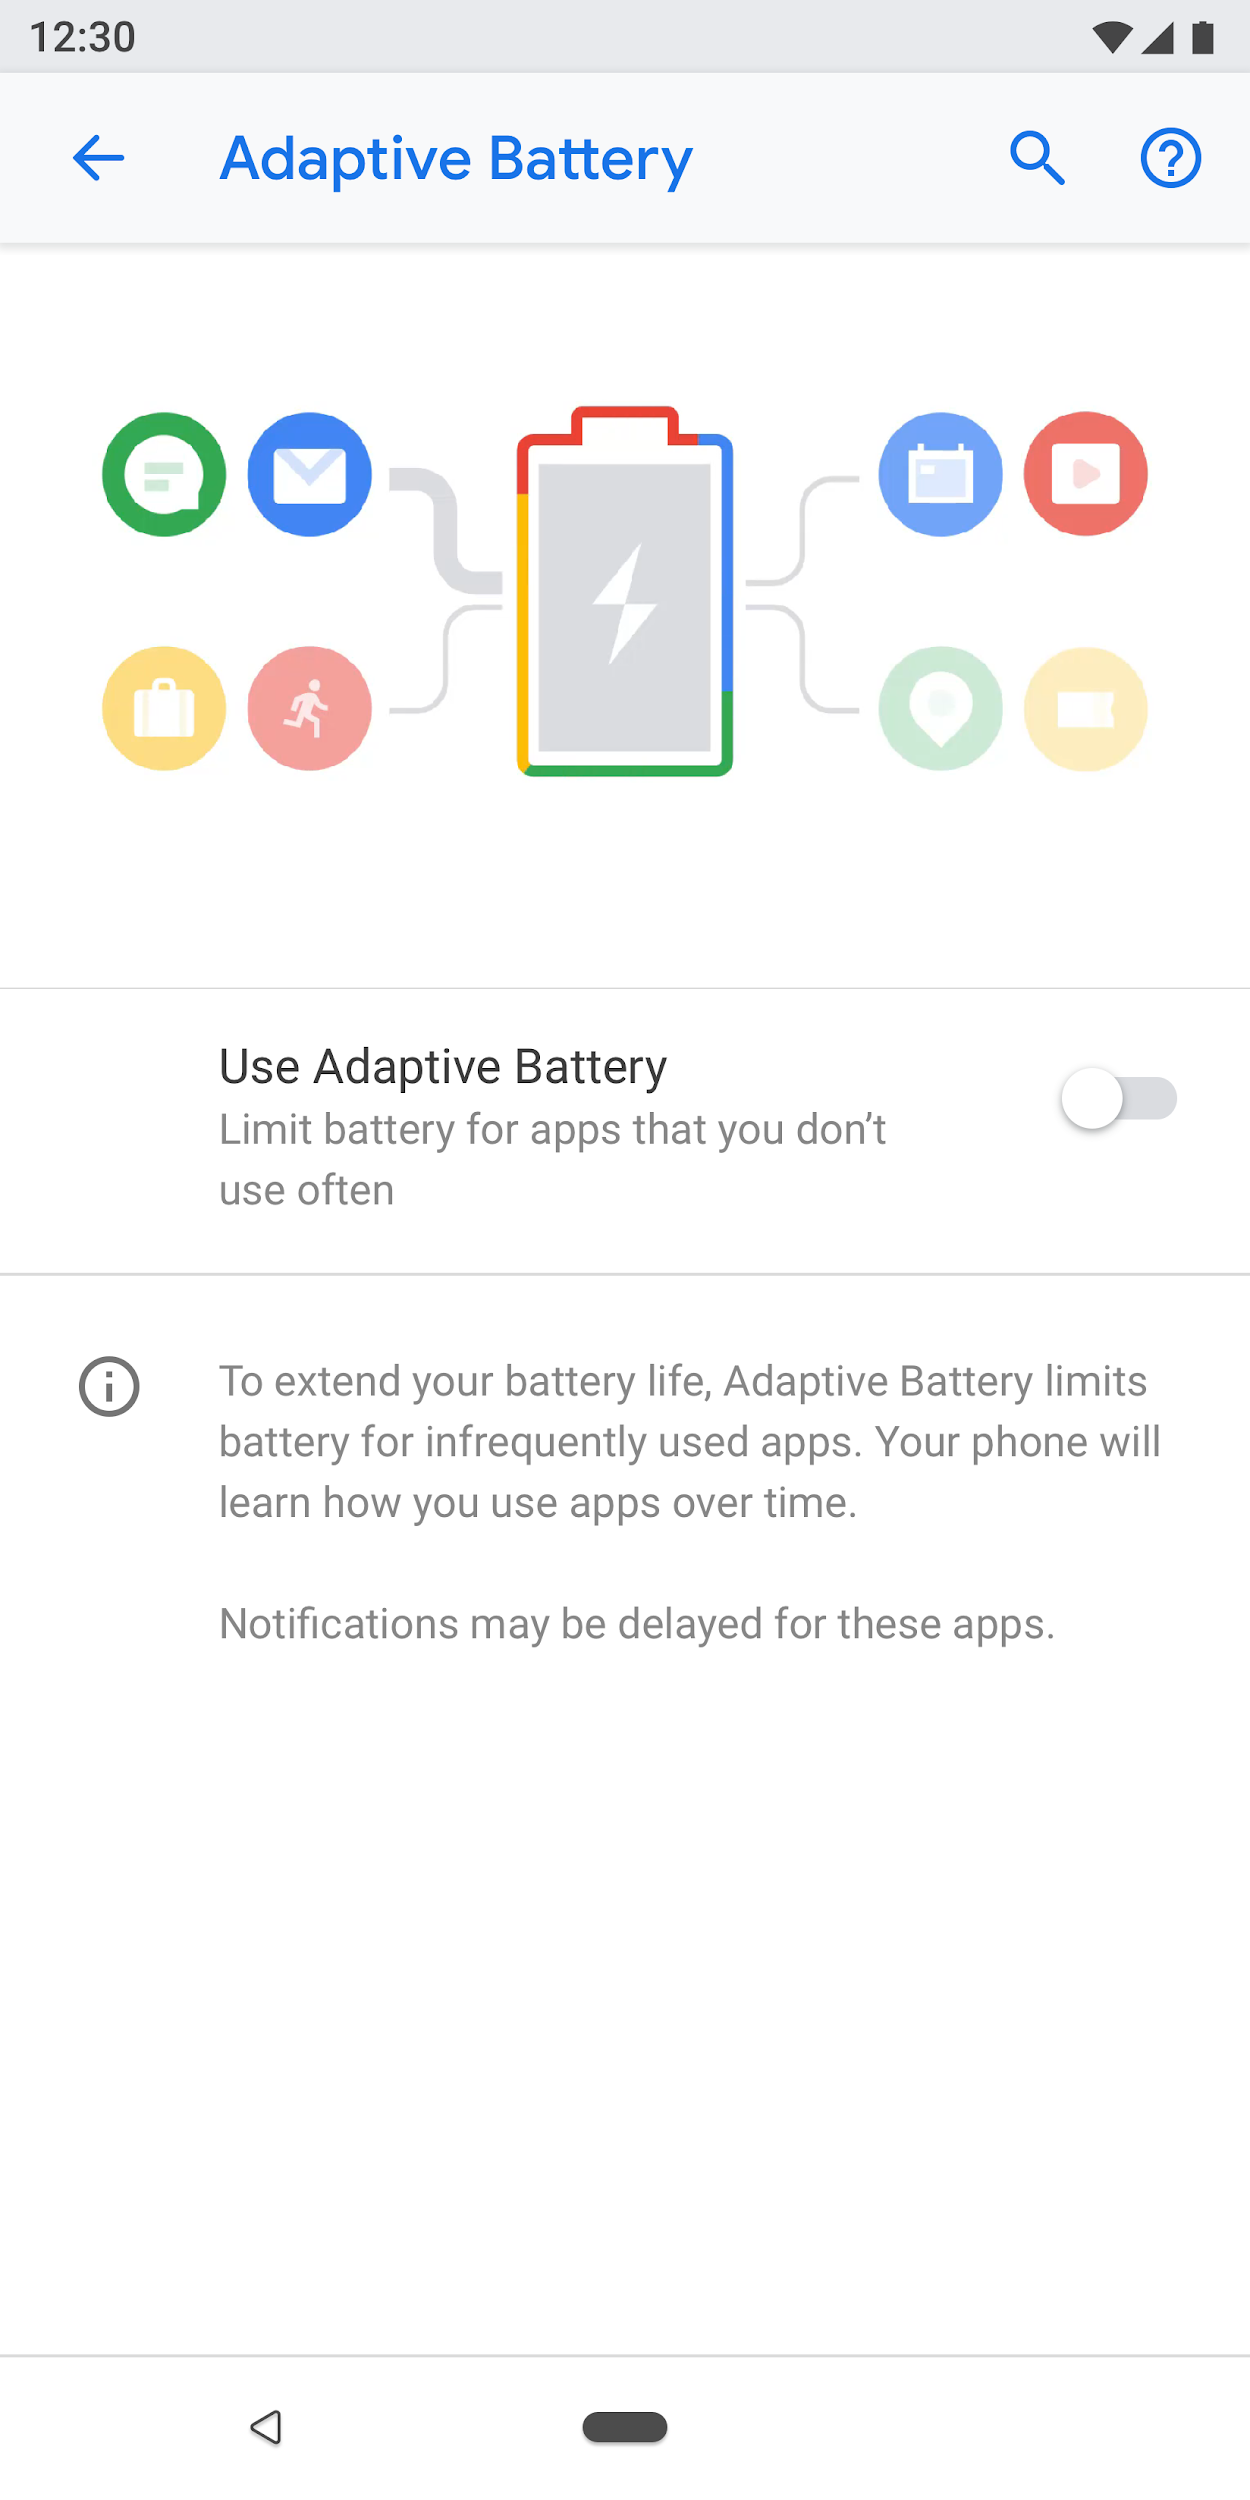 12:30
Adaptive Battery
Use Adaptive Battery
Limit battery for apps that you don’t
use often
To extend your battery life, Adaptive Battery limits
battery for infrequently used apps. Your phone will
learn how you use apps over time.
Notifications may be delayed for these apps.